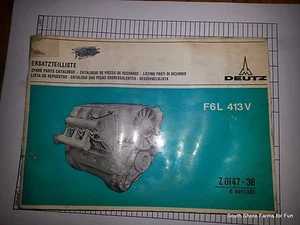 ERSATZTEILLISTE
SPARE PARTS CATALOGUE - CATALOGUE DE PIÈCES DE RECHANGE - LISTINO PARTI DI RICAMBIO
LISTA DE REPUESTOS - CATÁLOGO DAS PEÇAS SOBRESSALENTES - RESERVDELSLISTA
DEUTZ
F6L 413 V
Z 0147-36
AUFLAGE
South Shore Farms for Fun